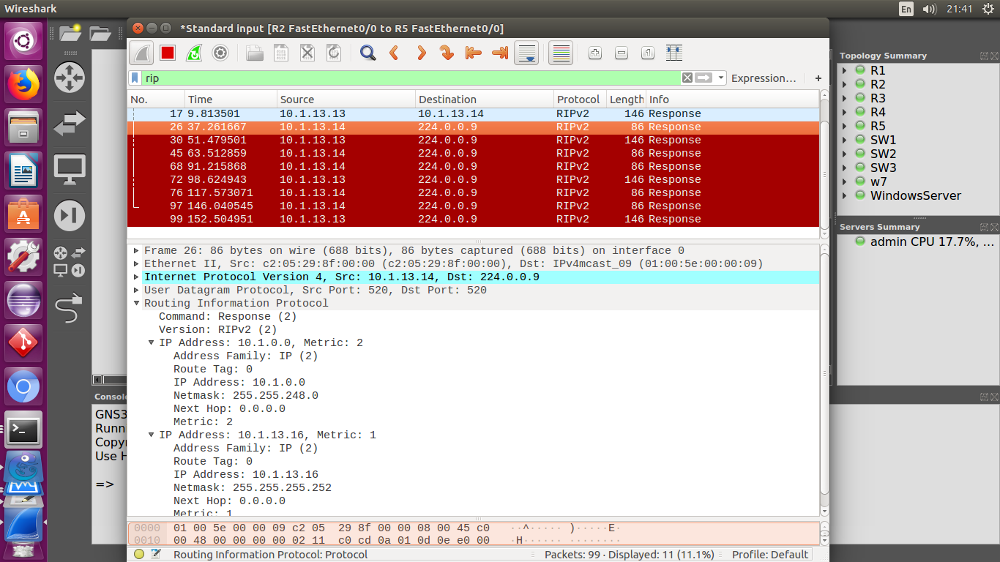 Wireshark
En
21:41
*Standard input [R2 FastEthernet0/0 to R5 FastEthernet0/0]
rip
Expression…
+
No. Time Source Destination Protocol Length Info
17 9.813501 10.1.13.13 10.1.13.14 RIPv2 146 Response
26 37.261667 10.1.13.14 224.0.0.9 RIPv2 86 Response
30 51.479501 10.1.13.13 224.0.0.9 RIPv2 146 Response
45 63.512859 10.1.13.14 224.0.0.9 RIPv2 86 Response
68 91.215868 10.1.13.14 224.0.0.9 RIPv2 86 Response
72 98.624943 10.1.13.13 224.0.0.9 RIPv2 146 Response
76 117.573071 10.1.13.14 224.0.0.9 RIPv2 86 Response
97 146.040545 10.1.13.14 224.0.0.9 RIPv2 86 Response
99 152.504951 10.1.13.13 224.0.0.9 RIPv2 146 Response
Frame 26: 86 bytes on wire (688 bits), 86 bytes captured (688 bits) on interface 0
Ethernet II, Src: c2:05:29:8f:00:00 (c2:05:29:8f:00:00), Dst: IPv4mcast_09 (01:00:5e:00:00:09)
Internet Protocol Version 4, Src: 10.1.13.14, Dst: 224.0.0.9
User Datagram Protocol, Src Port: 520, Dst Port: 520
Routing Information Protocol
Command: Response (2)
Version: RIPv2 (2)
IP Address: 10.1.0.0, Metric: 2
Address Family: IP (2)
Route Tag: 0
IP Address: 10.1.0.0
Netmask: 255.255.248.0
Next Hop: 0.0.0.0
Metric: 2
IP Address: 10.1.13.16, Metric: 1
Address Family: IP (2)
Route Tag: 0
IP Address: 10.1.13.16
Netmask: 255.255.255.252
Next Hop: 0.0.0.0
Metric: 1
0000 01 00 5e 00 00 09 c2 05 29 8f 00 00 08 00 45 c0 ··^····· )·····E·
0010 00 48 00 00 00 00 02 11 c0 cd 0a 01 0d 0e e0 00 ·H······ ········
Routing Information Protocol: Protocol
Packets: 99 · Displayed: 11 (11.1%)
Profile: Default
Topology Summary
R1
R2
R3
R4
R5
SW1
SW2
SW3
w7
WindowsServer
Servers Summary
admin CPU 17.7%, ...
Console
GNS3
Runn
Copyr
Use H
=>